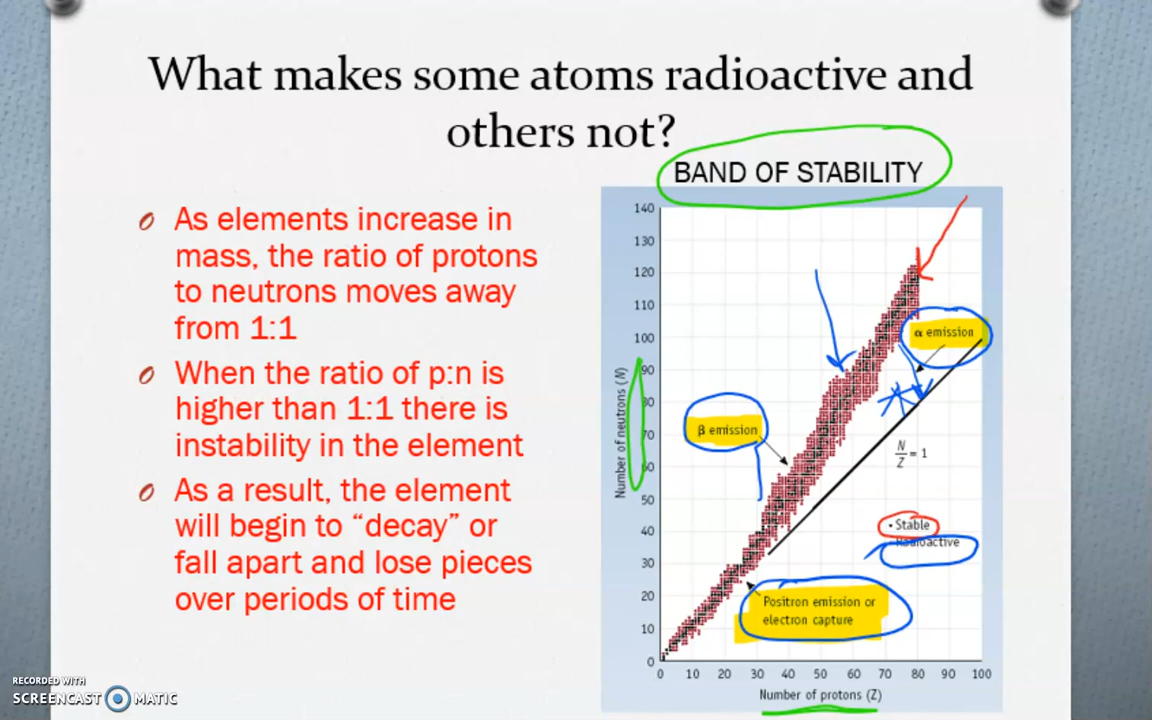 What makes some atoms radioactive and
others not?
BAND OF STABILITY
As elements increase in
mass, the ratio of protons
to neutrons moves away
from 1:1
When the ratio of p:n is
higher than 1:1 there is
instability in the element
As a result, the element
will begin to “decay” or
fall apart and lose pieces
over periods of time
140
130
120
110
100
90
80
70
60
50
40
30
20
10
0
Number of neutrons (N)
α emission
β emission
N/Z = 1
• Stable
Radioactive
Positron emission or
electron capture
0 10 20 30 40 50 60 70 80 90 100
Number of protons (Z)
RECORDED WITH
SCREENCAST MATIC